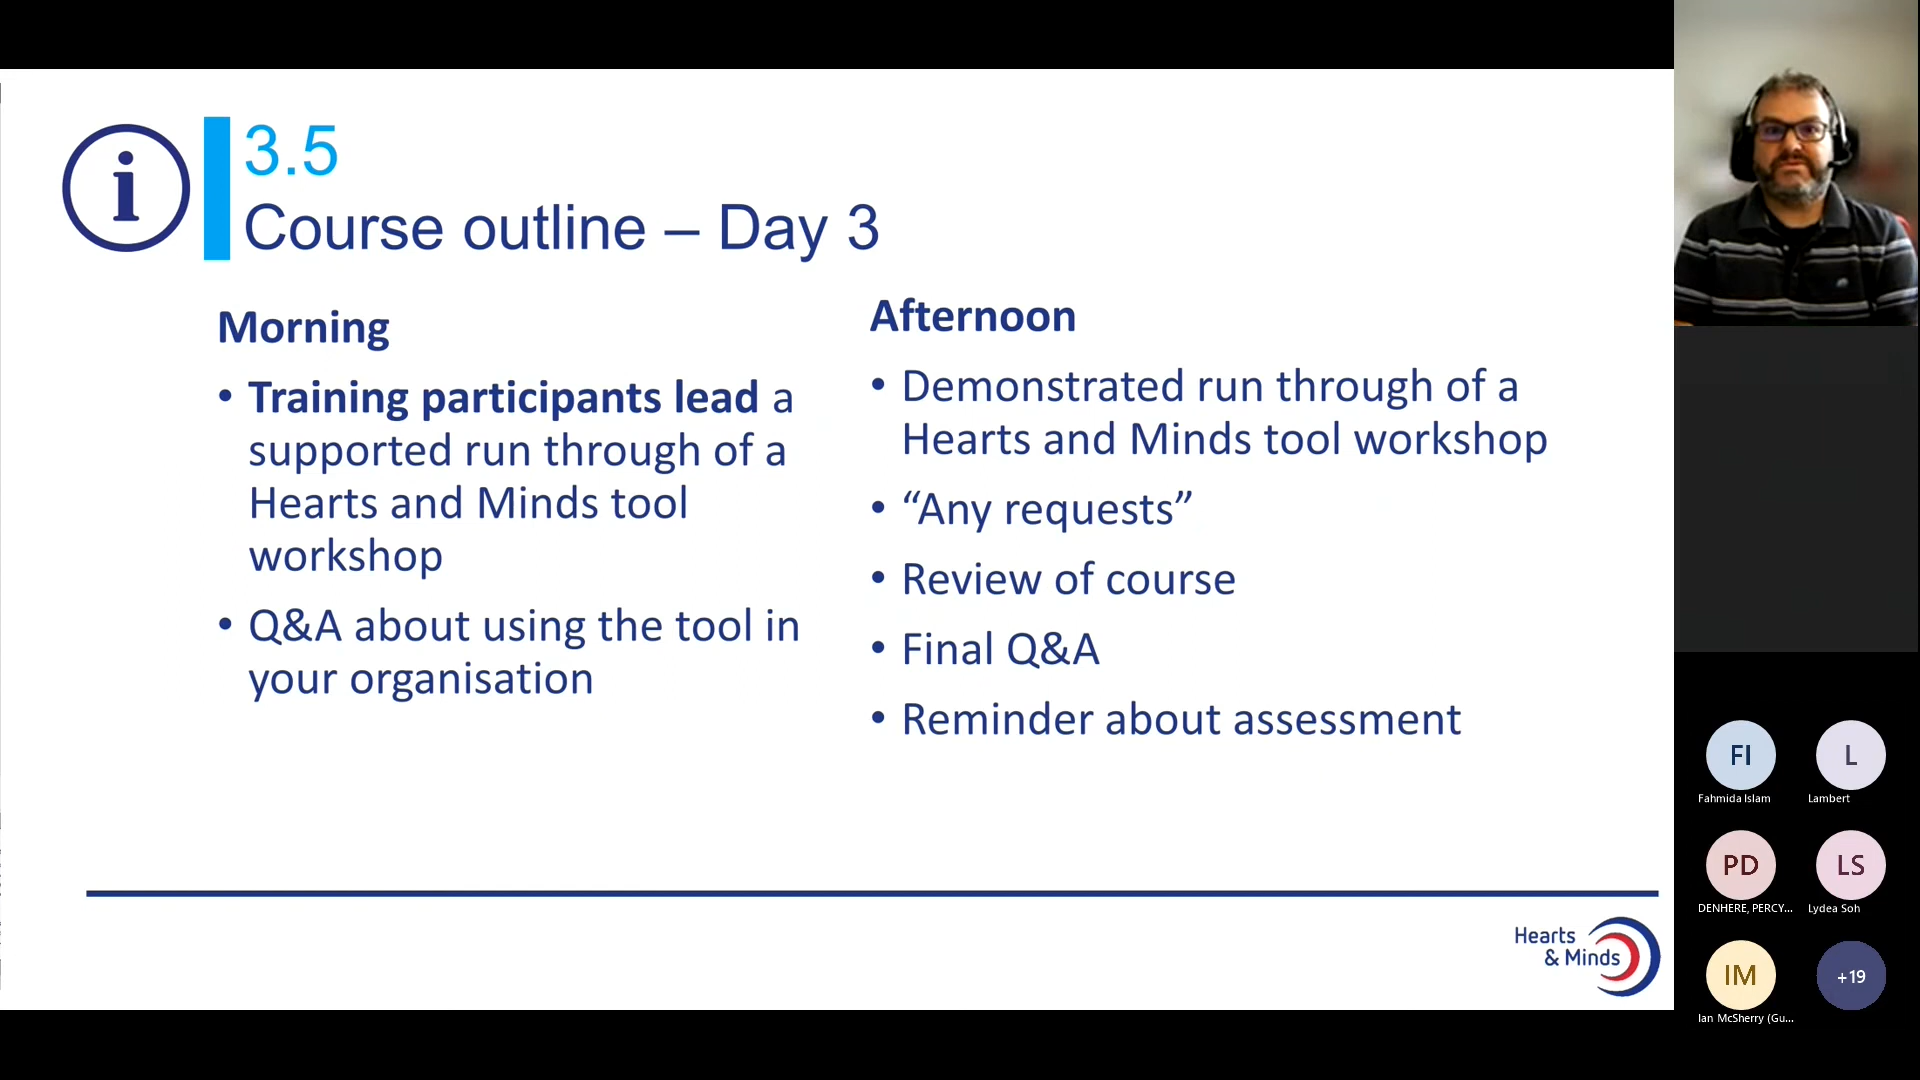 i
3.5
Course outline – Day 3
Morning
• Training participants lead a
supported run through of a
Hearts and Minds tool
workshop
• Q&A about using the tool in
your organisation
Afternoon
• Demonstrated run through of a
Hearts and Minds tool workshop
• “Any requests”
• Review of course
• Final Q&A
• Reminder about assessment
Hearts
& Minds
FI
Fahmida Islam
L
Lambert
PD
DENHERE, PERCY...
LS
Lydea Soh
IM
Ian McSherry (Gu...
+19